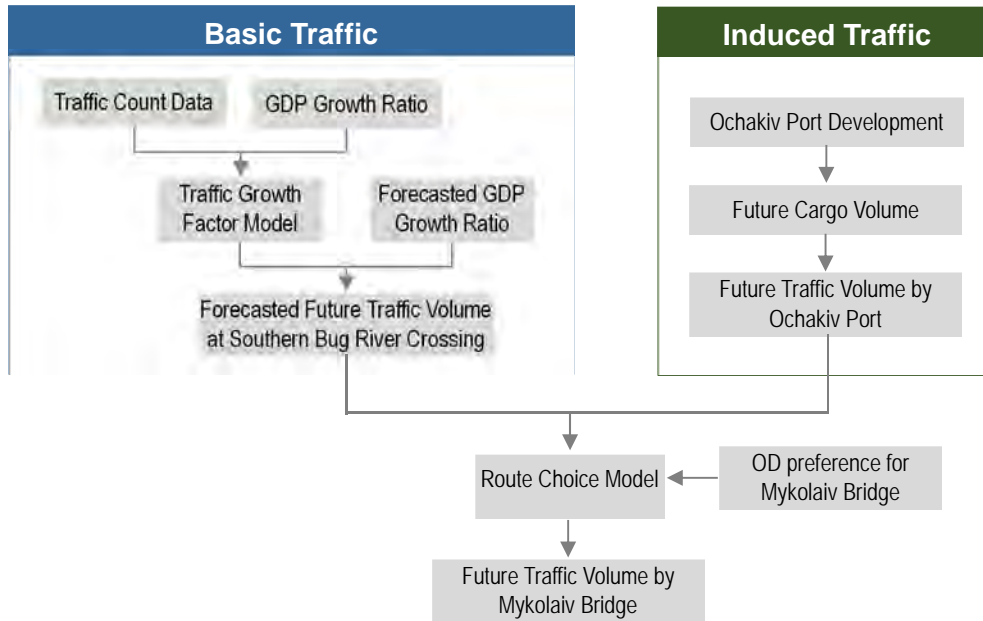 Basic Traffic
Traffic Count Data
GDP Growth Ratio
Traffic Growth
Factor Model
Forecasted GDP
Growth Ratio
Forecasted Future Traffic Volume
at Southern Bug River Crossing
Induced Traffic
Ochakiv Port Development
Future Cargo Volume
Future Traffic Volume by
Ochakiv Port
Route Choice Model
OD preference for
Mykolaiv Bridge
Future Traffic Volume by
Mykolaiv Bridge